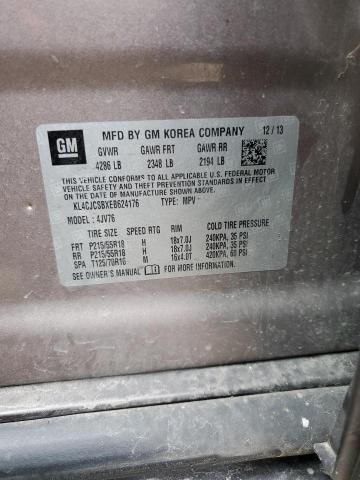 GM
MFD BY GM KOREA COMPANY 12/13
GVWR GAWR FRT GAWR RR
4286 LB 2348 LB 2194 LB
THIS VEHICLE CONFORMS TO ALL APPLICABLE U.S. FEDERAL MOTOR
VEHICLE SAFETY AND THEFT PREVENTION STANDARDS IN EFFECT ON
THE DATE OF MANUFACTURE SHOWN ABOVE.
KL4CJCSBXEB624176 TYPE: MPV
MODEL : 4JV76
TIRE SIZE SPEED RTG RIM COLD TIRE PRESSURE
FRT P215/55R18 H 18x7.0J 240KPA, 35 PSI
RR P215/55R18 H 18x7.0J 240KPA, 35 PSI
SPA T125/70R16 M 16x4.0T 420KPA, 60 PSI
SEE OWNER'S MANUAL FOR MORE INFORMATION.